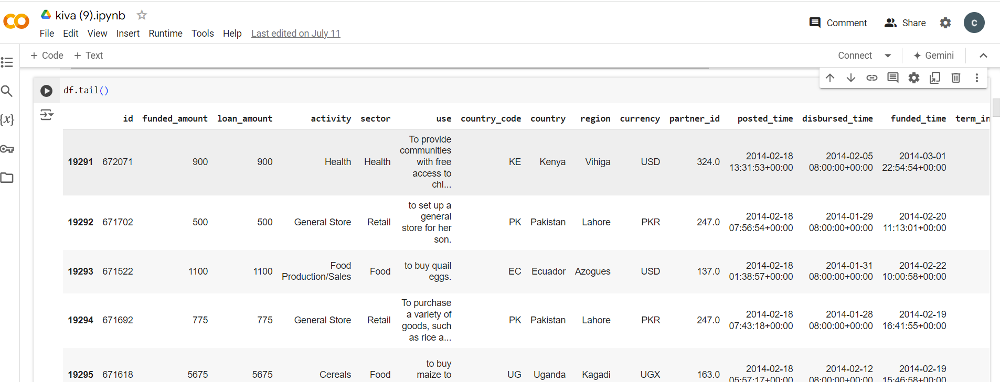 kiva (9).ipynb
Comment
Share
C
File Edit View Insert Runtime Tools Help Last edited on July 11
+ Code + Text
Connect
Gemini
df.tail()
id funded_amount loan_amount activity sector use country_code country region currency partner_id posted_time disbursed_time funded_time term_in
19291 672071 900 900 Health Health To provide communities with free access to chl... KE Kenya Vihiga USD 324.0 2014-02-18 13:31:53+00:00 2014-02-05 08:00:00+00:00 2014-03-01 22:54:54+00:00
19292 671702 500 500 General Store Retail to set up a general store for her son. PK Pakistan Lahore PKR 247.0 2014-02-18 07:56:54+00:00 2014-01-29 08:00:00+00:00 2014-02-20 11:13:01+00:00
19293 671522 1100 1100 Food Production/Sales Food to buy quail eggs. EC Ecuador Azogues USD 137.0 2014-02-18 01:38:57+00:00 2014-01-31 08:00:00+00:00 2014-02-22 10:00:58+00:00
19294 671692 775 775 General Store Retail To purchase a variety of goods, such as rice a... PK Pakistan Lahore PKR 247.0 2014-02-18 07:43:18+00:00 2014-01-28 08:00:00+00:00 2014-02-19 16:41:55+00:00
19295 671618 5675 5675 Cereals Food to buy maize to UG Uganda Kagadi UGX 163.0 2014-02-18 05:57:17+00:00 2014-02-12 08:00:00+00:00 2014-02-19 15:46:58+00:00
{x}